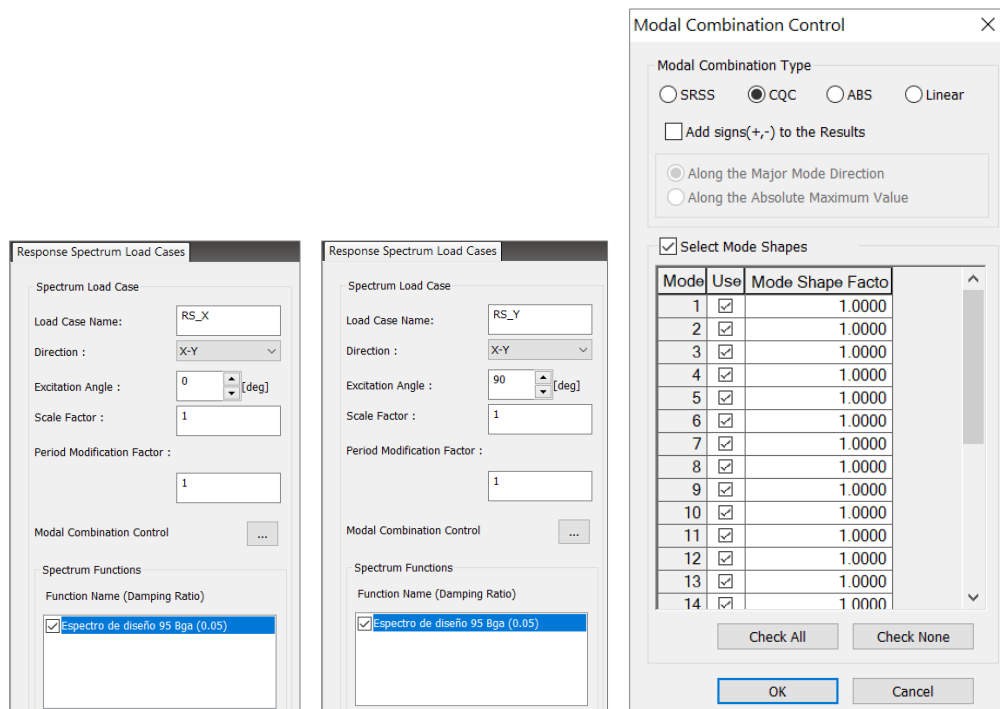 Response Spectrum Load Cases
Spectrum Load Case
Load Case Name: RS_X
Direction : X-Y
Excitation Angle : 0 [deg]
Scale Factor : 1
Period Modification Factor :
1
Modal Combination Control ...
Spectrum Functions
Function Name (Damping Ratio)
Espectro de diseño 95 Bga (0.05)
Response Spectrum Load Cases
Spectrum Load Case
Load Case Name: RS_Y
Direction : X-Y
Excitation Angle : 90 [deg]
Scale Factor : 1
Period Modification Factor :
1
Modal Combination Control ...
Spectrum Functions
Function Name (Damping Ratio)
Espectro de diseño 95 Bga (0.05)
Modal Combination Control
Modal Combination Type
SRSS CQC ABS Linear
Add signs(+,-) to the Results
Along the Major Mode Direction
Along the Absolute Maximum Value
Select Mode Shapes
Mode Use Mode Shape Facto
1 1.0000
2 1.0000
3 1.0000
4 1.0000
5 1.0000
6 1.0000
7 1.0000
8 1.0000
9 1.0000
10 1.0000
11 1.0000
12 1.0000
13 1.0000
14 1.0000
Check All Check None
OK Cancel